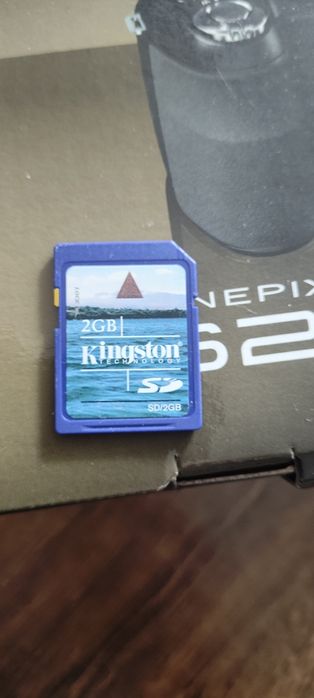 NEPIX
2GB
Kingston
TECHNOLOGY
S2
SD
SD/2GB